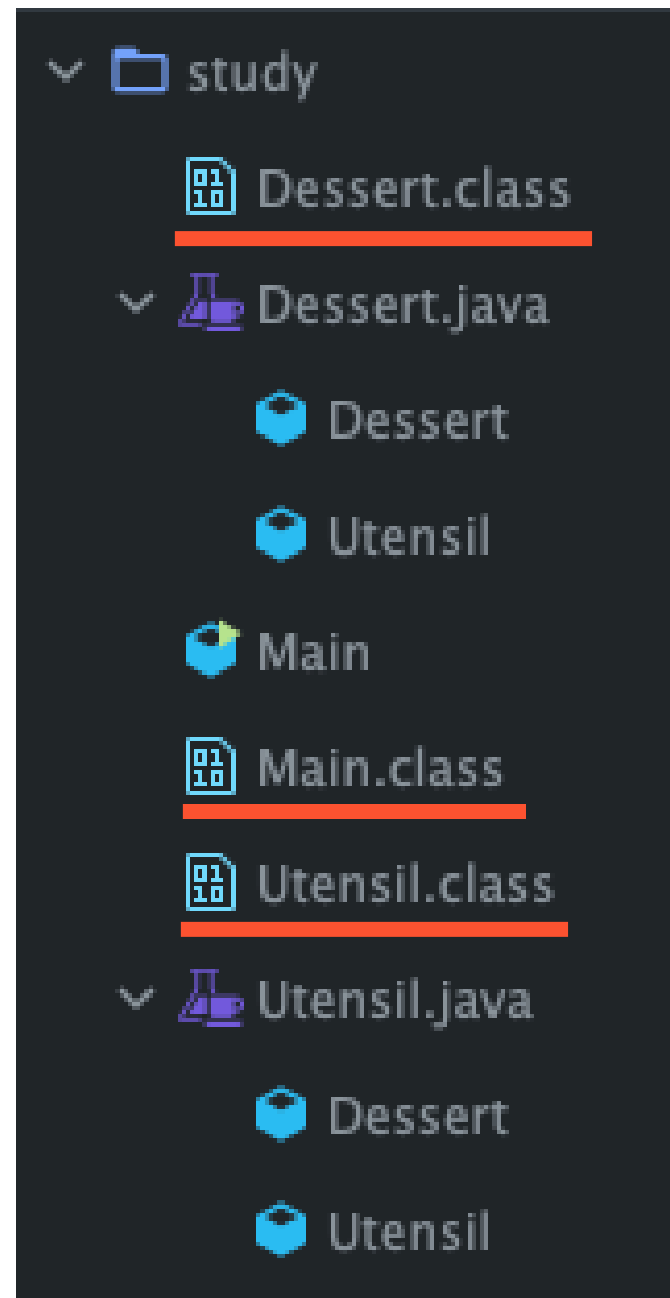 study
Dessert.class
Dessert.java
Dessert
Utensil
Main
Main.class
Utensil.class
Utensil.java
Dessert
Utensil